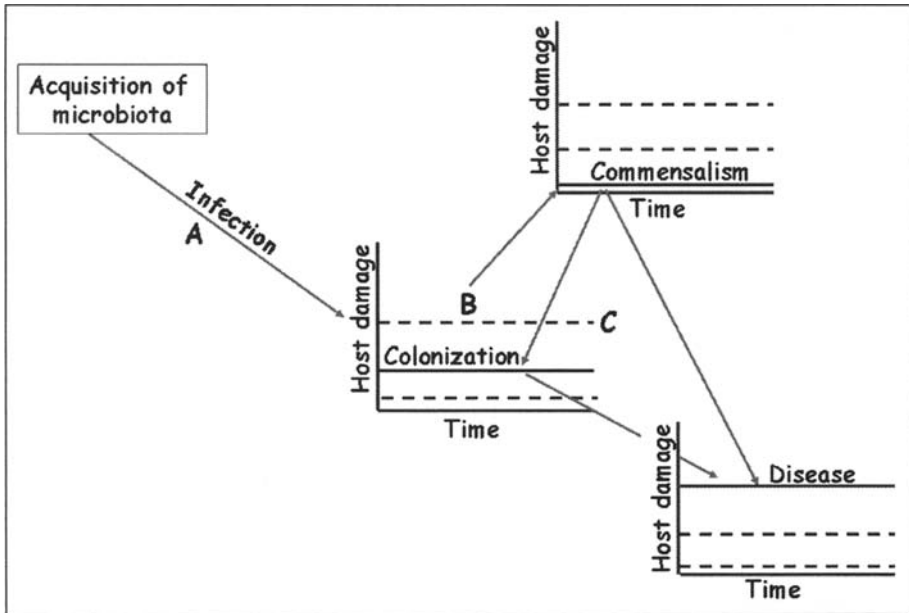 Acquisition of
microbiota
Infection
A
Host damage
Commensalism
Time
B
Host damage
C
Colonization
Time
Host damage
Disease
Time